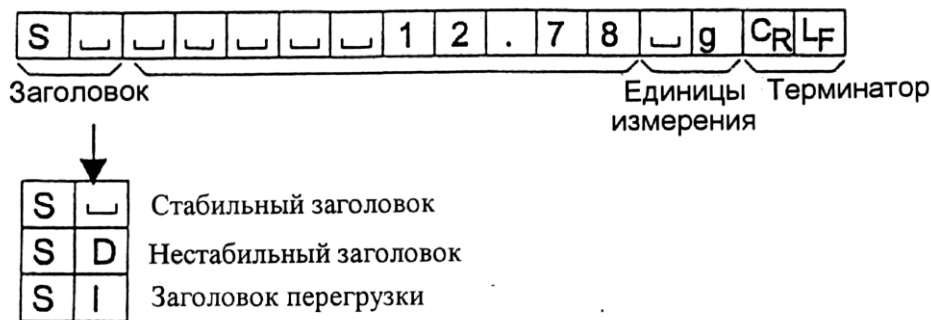 S ␣ ␣ ␣ ␣ ␣ ␣ 1 2 . 7 8 ␣ g CR LF
Заголовок Единицы измерения Терминатор
S ␣ Стабильный заголовок
S D Нестабильный заголовок
S I Заголовок перегрузки